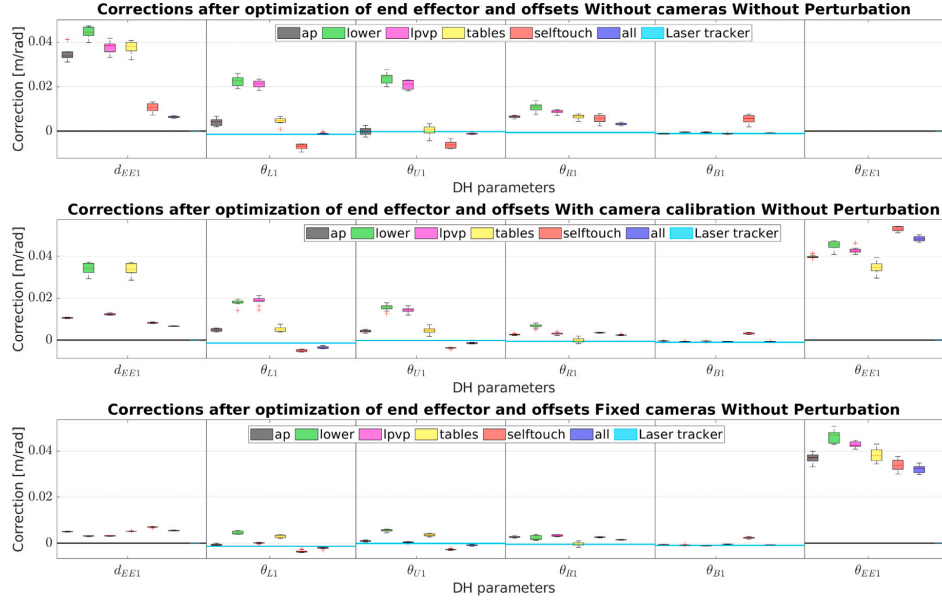 Corrections after optimization of end effector and offsets Without cameras Without Perturbation
ap lower lpvp tables selftouch all Laser tracker
Correction [m/rad]
0.04
0.02
0
d_EE1 θ_L1 θ_U1 θ_R1 θ_B1 θ_EE1
DH parameters
Corrections after optimization of end effector and offsets With camera calibration Without Perturbation
ap lower lpvp tables selftouch all Laser tracker
Correction [m/rad]
0.04
0.02
0
d_EE1 θ_L1 θ_U1 θ_R1 θ_B1 θ_EE1
DH parameters
Corrections after optimization of end effector and offsets Fixed cameras Without Perturbation
ap lower lpvp tables selftouch all Laser tracker
Correction [m/rad]
0.04
0.02
0
d_EE1 θ_L1 θ_U1 θ_R1 θ_B1 θ_EE1
DH parameters